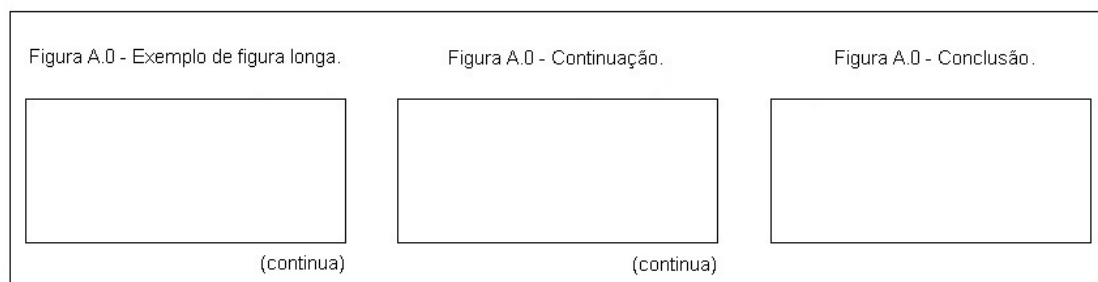 Figura A.0 - Exemplo de figura longa.
Figura A.0 - Continuação.
Figura A.0 - Conclusão.
(continua)
(continua)